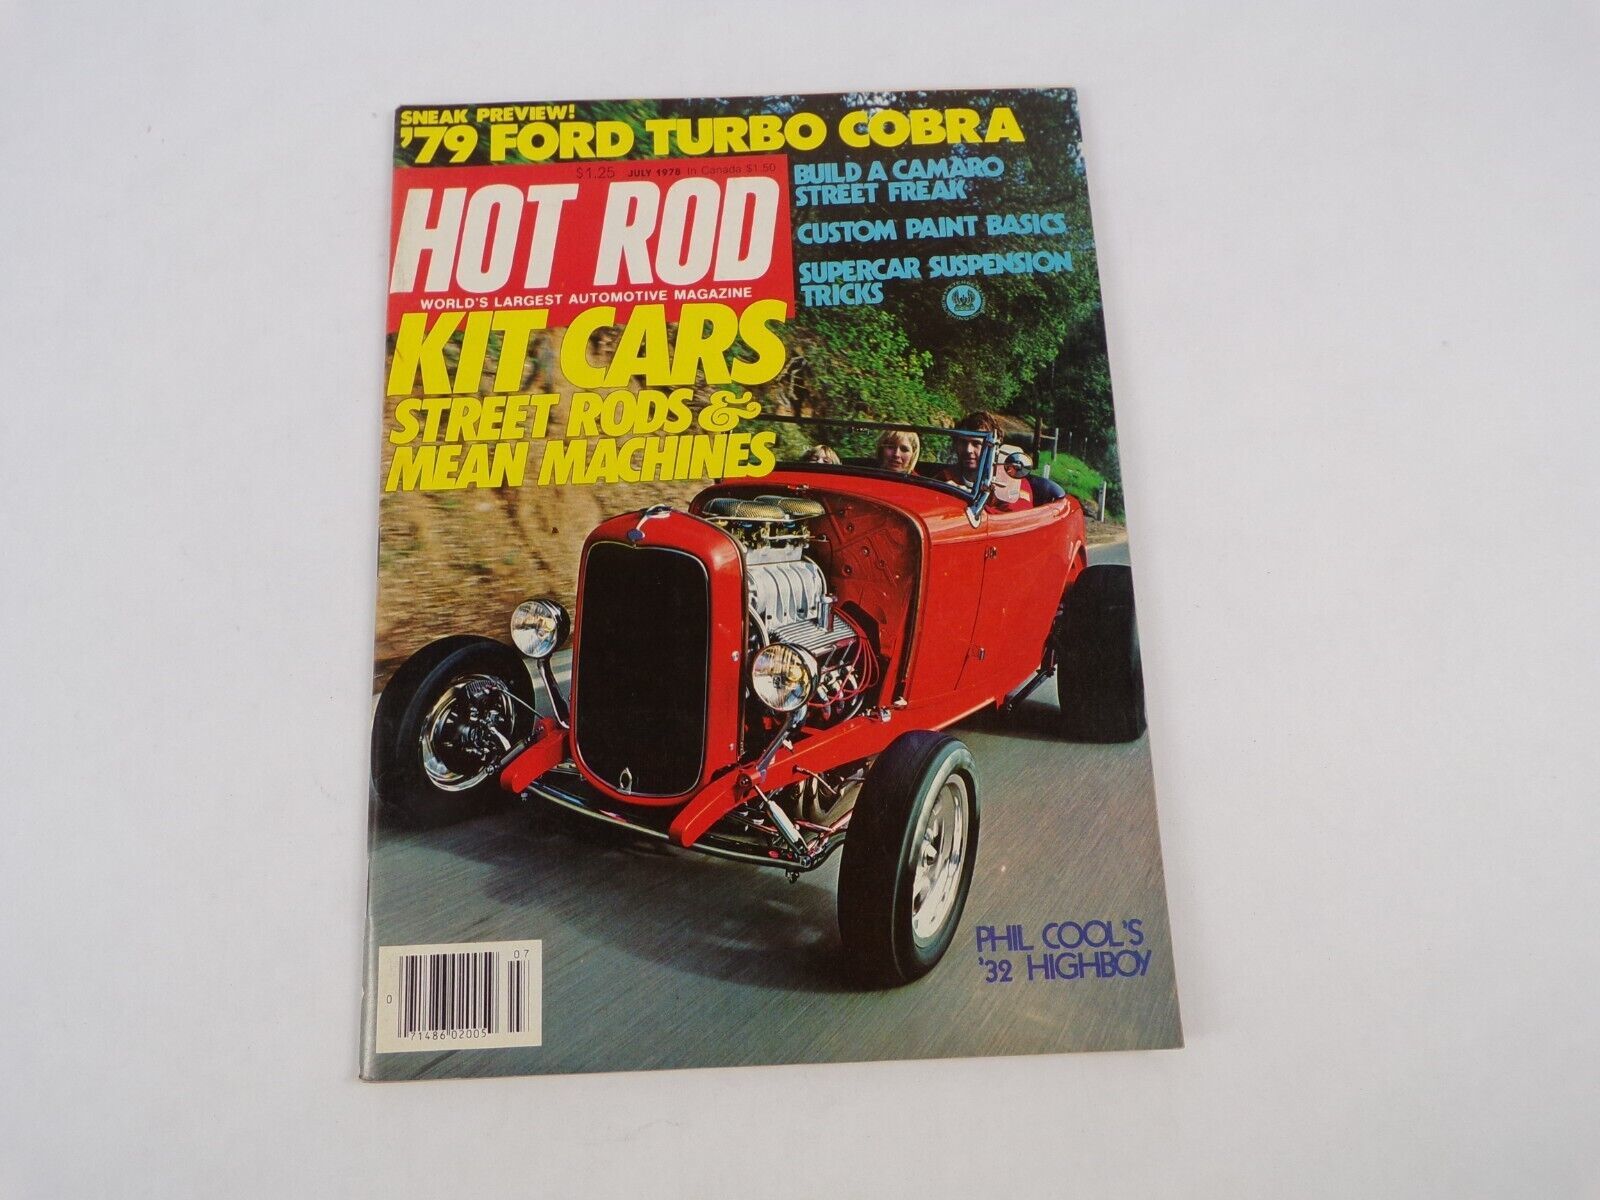 SNEAK PREVIEW!
'79 FORD TURBO COBRA
$1.25 JULY 1978 In Canada $1.50
HOT ROD
WORLD'S LARGEST AUTOMOTIVE MAGAZINE
BUILD A CAMARO
STREET FREAK
CUSTOM PAINT BASICS
SUPERCAR SUSPENSION
TRICKS
KIT CARS
STREET RODS &
MEAN MACHINES
PHIL COOL'S
'32 HIGHBOY
07
0
71486 02005